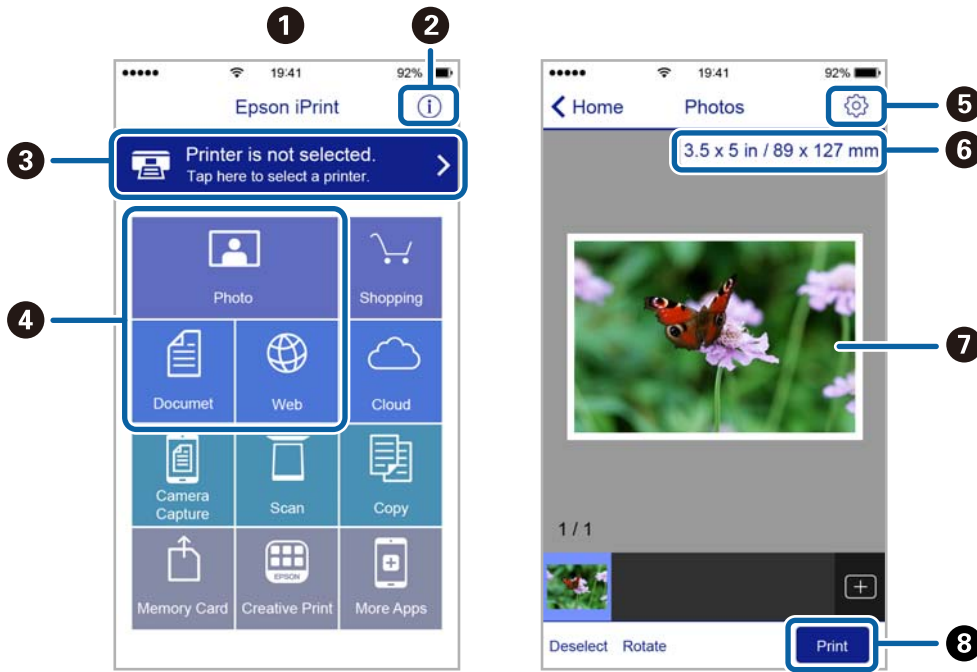 1
2
19:41
92%
Epson iPrint
i
3
Printer is not selected.
Tap here to select a printer.
4
Photo
Shopping
Documet
Web
Cloud
Camera
Capture
Scan
Copy
EPSON
Memory Card
Creative Print
More Apps
19:41
92%
Home
Photos
5
3.5 x 5 in / 89 x 127 mm
6
7
1 / 1
Deselect
Rotate
Print
8